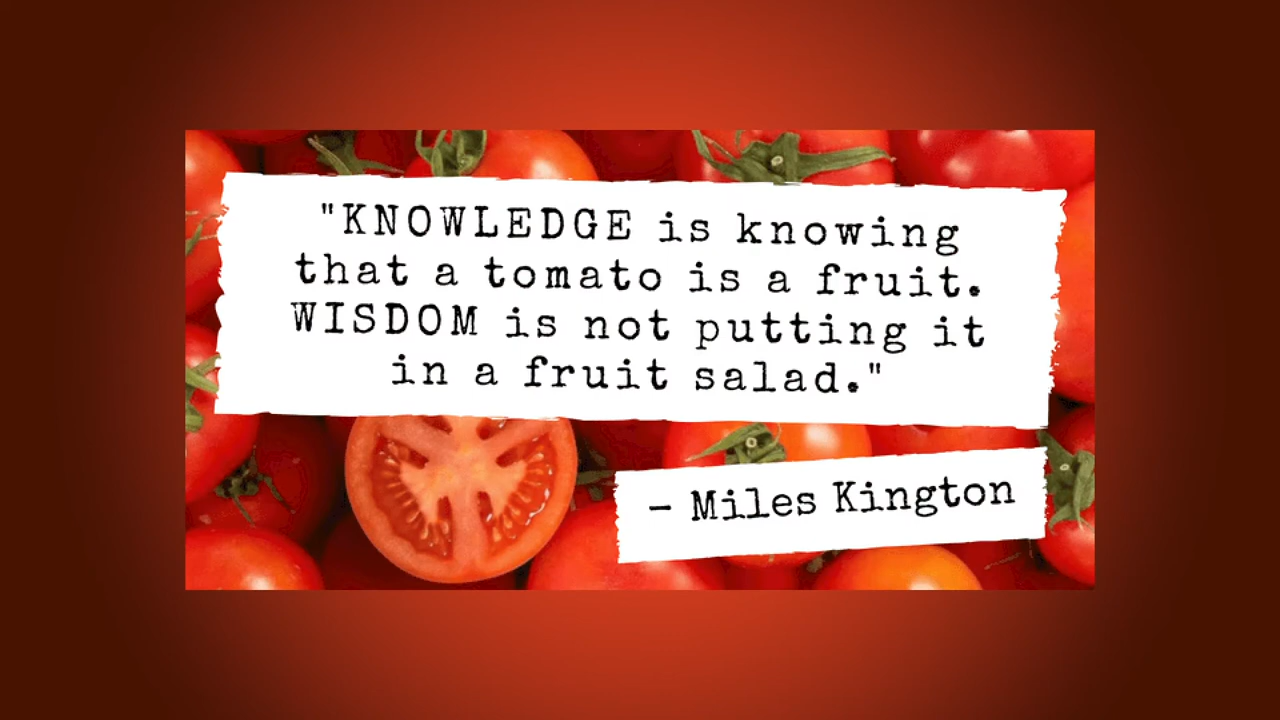 "KNOWLEDGE is knowing
that a tomato is a fruit.
WISDOM is not putting it
in a fruit salad."
- Miles Kington